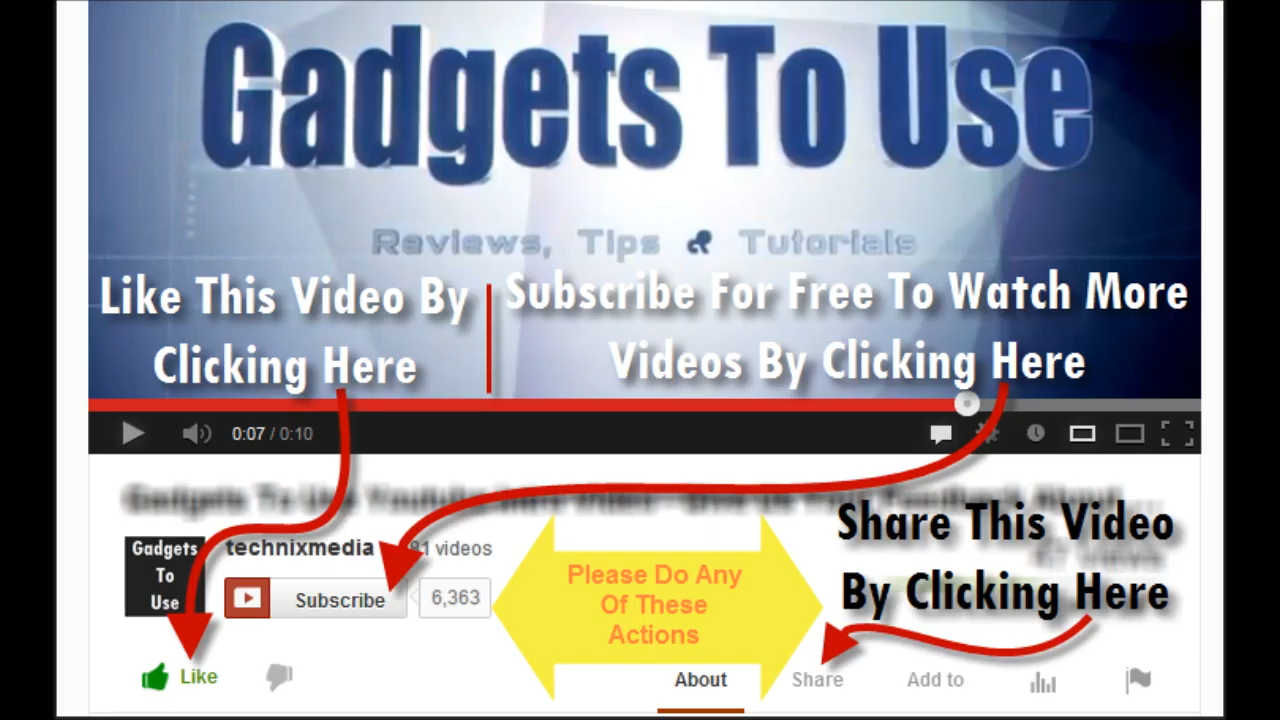 Gadgets To Use
Reviews, Tips & Tutorials
Like This Video By
Clicking Here
Subscribe For Free To Watch More
Videos By Clicking Here
0:07 / 0:10
Share This Video
By Clicking Here
Gadgets
To
Use
technixmedia
81 videos
Subscribe
6,363
Please Do Any
Of These
Actions
Like
About
Share
Add to